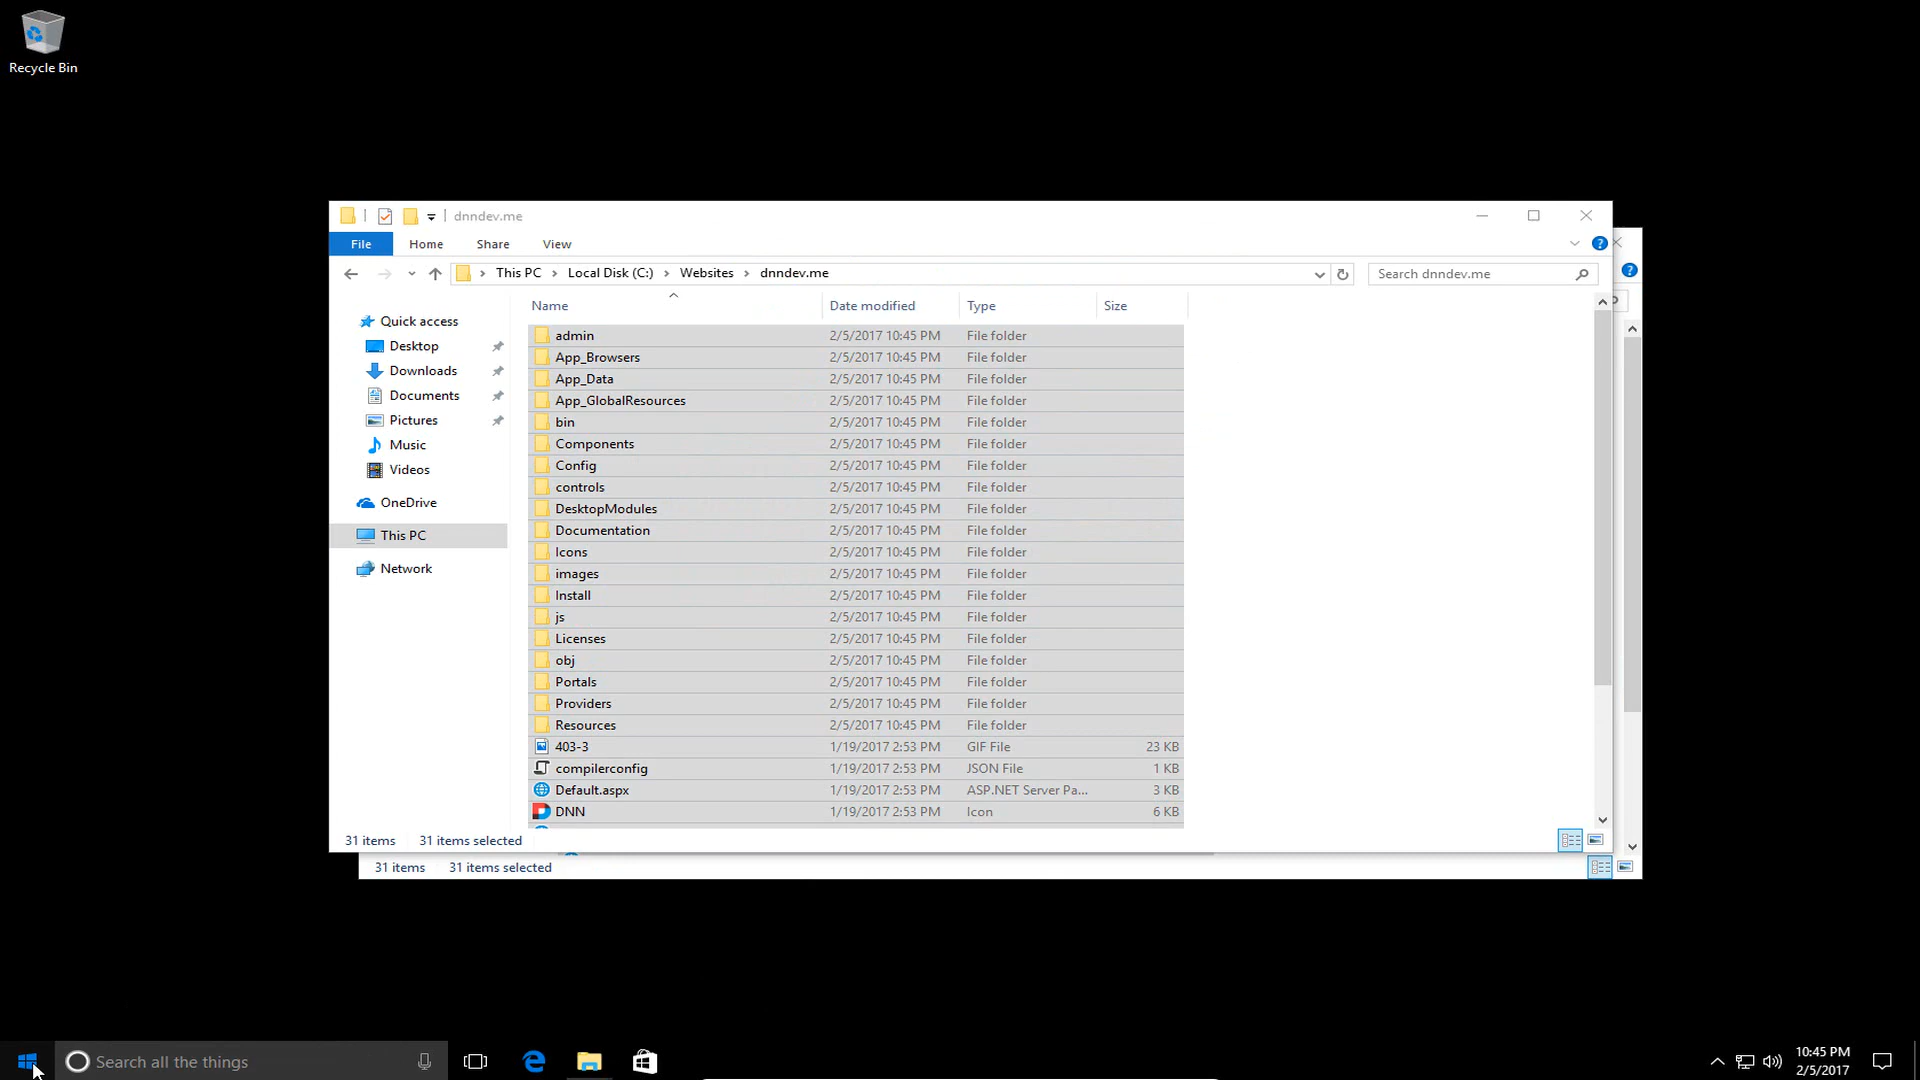 Recycle Bin
dnndev.me
File Home Share View
This PC Local Disk (C:) Websites dnndev.me
Search dnndev.me
Name Date modified Type Size
Quick access
Desktop
Downloads
Documents
Pictures
Music
Videos
OneDrive
This PC
Network
admin 2/5/2017 10:45 PM File folder
App_Browsers 2/5/2017 10:45 PM File folder
App_Data 2/5/2017 10:45 PM File folder
App_GlobalResources 2/5/2017 10:45 PM File folder
bin 2/5/2017 10:45 PM File folder
Components 2/5/2017 10:45 PM File folder
Config 2/5/2017 10:45 PM File folder
controls 2/5/2017 10:45 PM File folder
DesktopModules 2/5/2017 10:45 PM File folder
Documentation 2/5/2017 10:45 PM File folder
Icons 2/5/2017 10:45 PM File folder
images 2/5/2017 10:45 PM File folder
Install 2/5/2017 10:45 PM File folder
js 2/5/2017 10:45 PM File folder
Licenses 2/5/2017 10:45 PM File folder
obj 2/5/2017 10:45 PM File folder
Portals 2/5/2017 10:45 PM File folder
Providers 2/5/2017 10:45 PM File folder
Resources 2/5/2017 10:45 PM File folder
403-3 1/19/2017 2:53 PM GIF File 23 KB
compilerconfig 1/19/2017 2:53 PM JSON File 1 KB
Default.aspx 1/19/2017 2:53 PM ASP.NET Server Pa... 3 KB
DNN 1/19/2017 2:53 PM Icon 6 KB
31 items 31 items selected
31 items 31 items selected
Search all the things
10:45 PM
2/5/2017